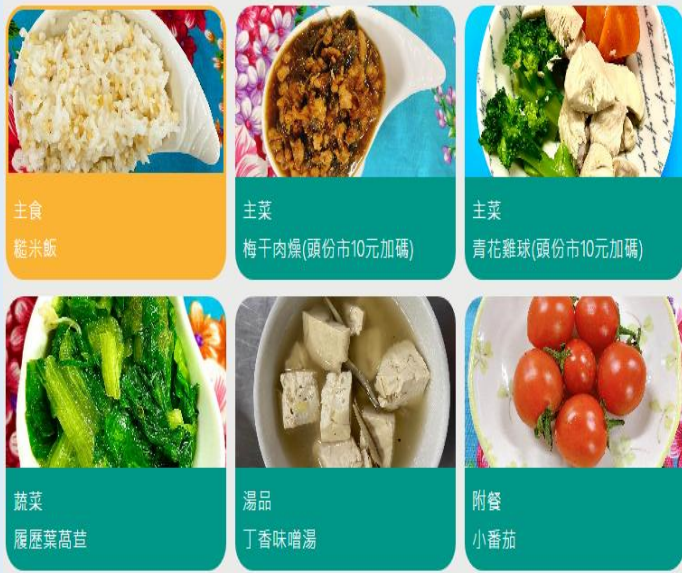 主食
糙米飯
主菜
梅干肉燥(頭份市10元加碼)
主菜
青花雞球(頭份市10元加碼)
蔬菜
履歷葉萵苣
湯品
丁香味噌湯
附餐
小番茄